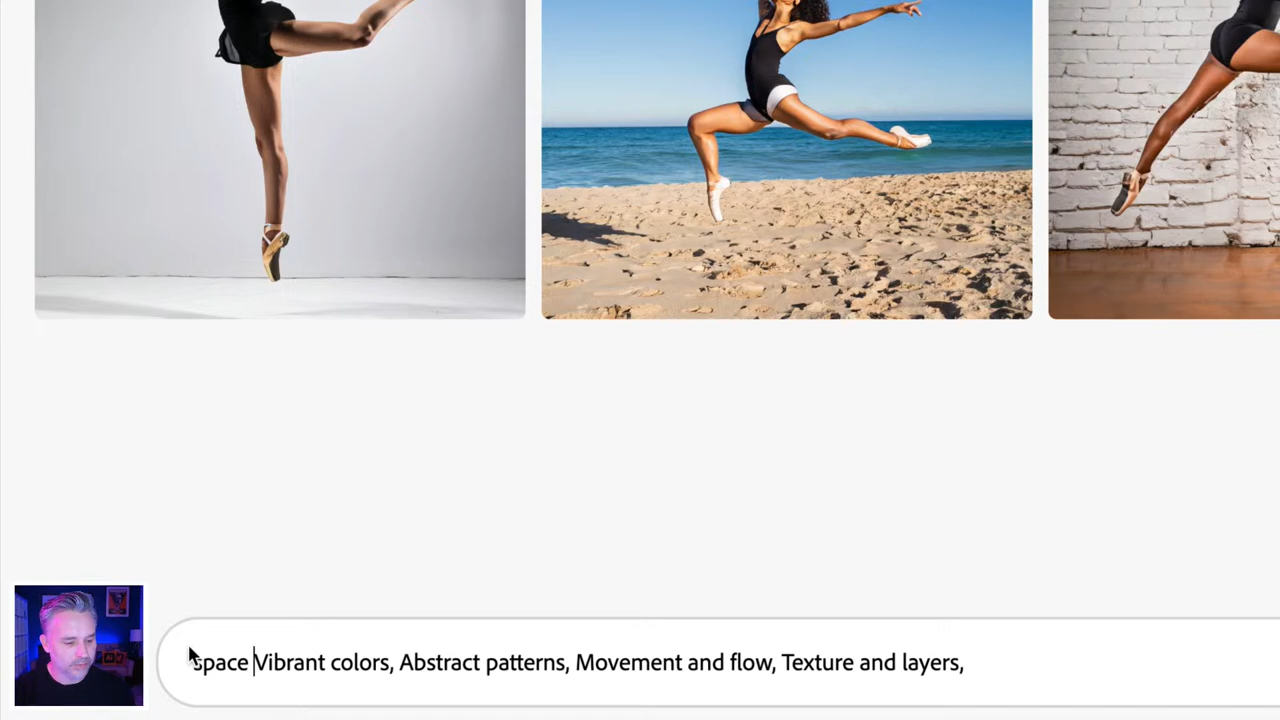 space Vibrant colors, Abstract patterns, Movement and flow, Texture and layers,